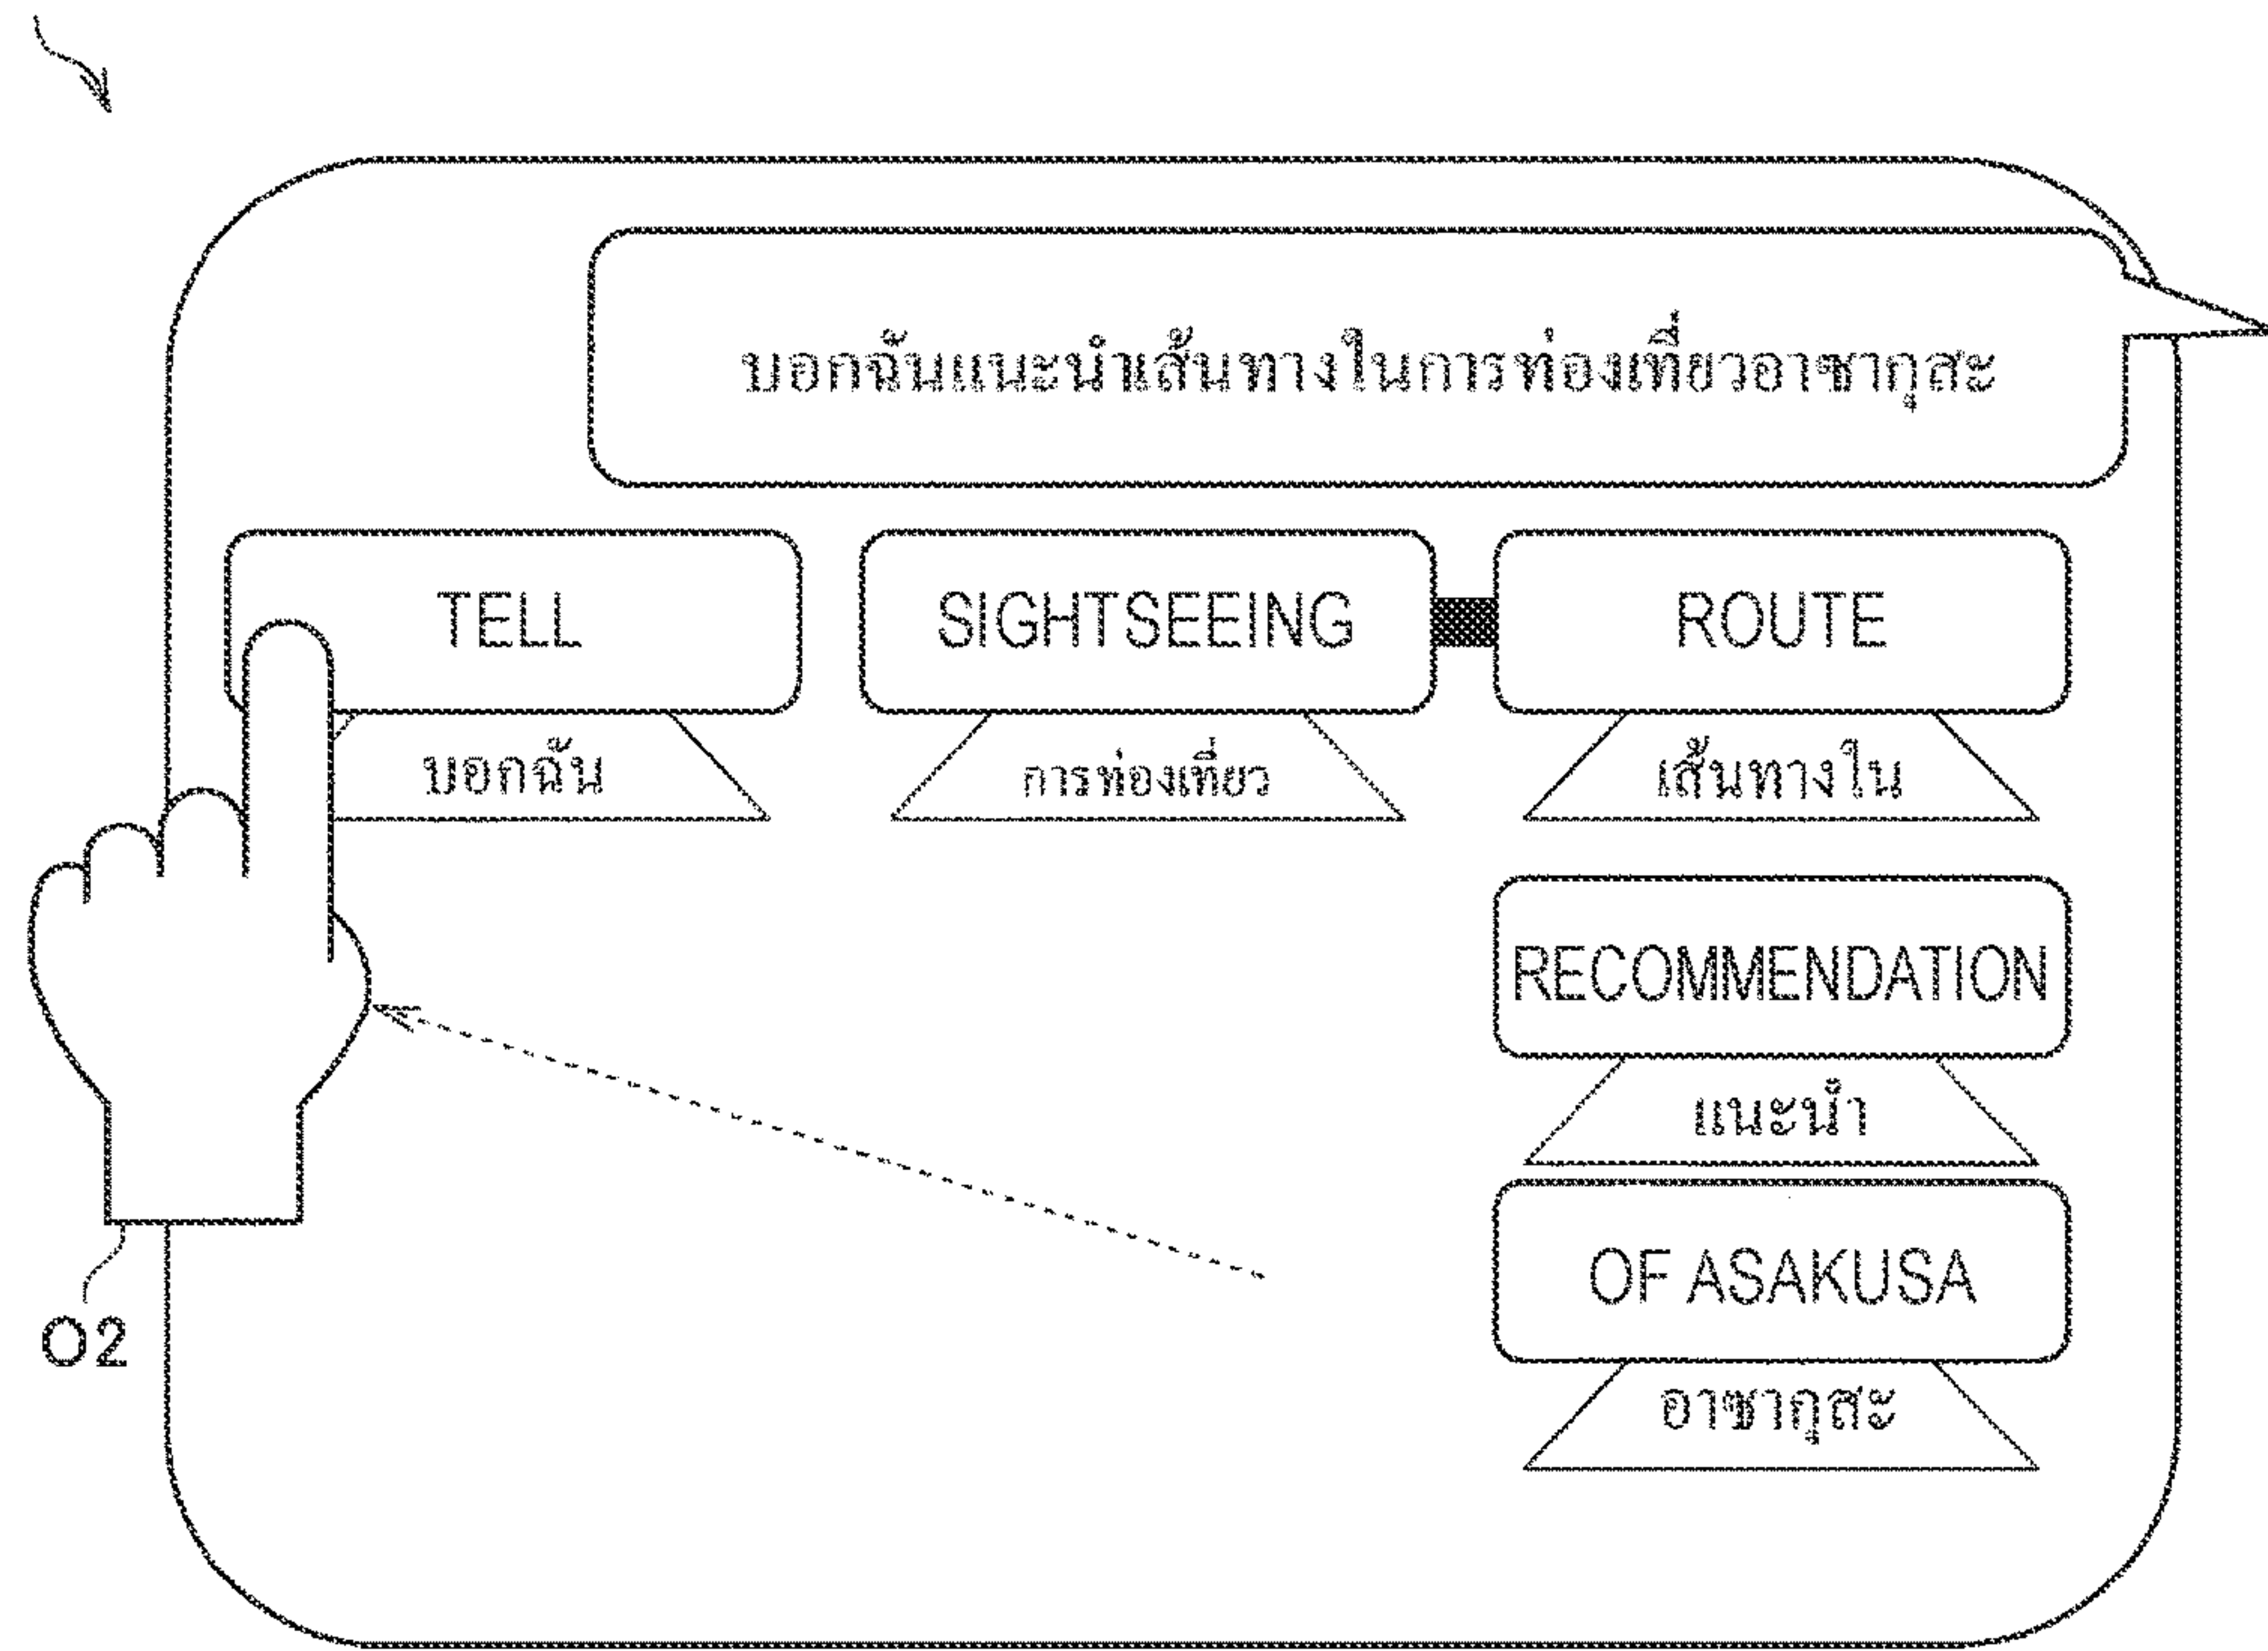 บอกฉันแนะนำเส้นทางในการท่องเที่ยวอาซากุสะ
TELL SIGHTSEEING ROUTE
บอกฉัน การท่องเที่ยว เส้นทางใน
RECOMMENDATION
แนะนำ
OF ASAKUSA
อาซากุสะ
O2